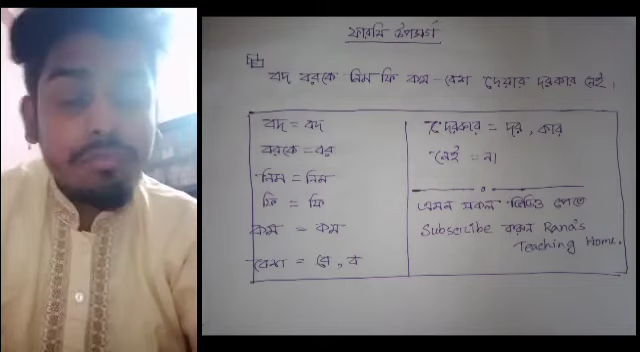 ফারসি উপসর্গ
বদ বরকে নিম ফি কম-বেশ দেয়ার দরকার নেই।
বদ = বদ
বরকে = বর
নিম = নিম
ফি = ফি
কম = কম
বেশ = বে, ব
দরকার = দর, কার
নেই = না
এমন সকল ভিডিও পেতে
Subscribe করুন Rana's
Teaching Home.